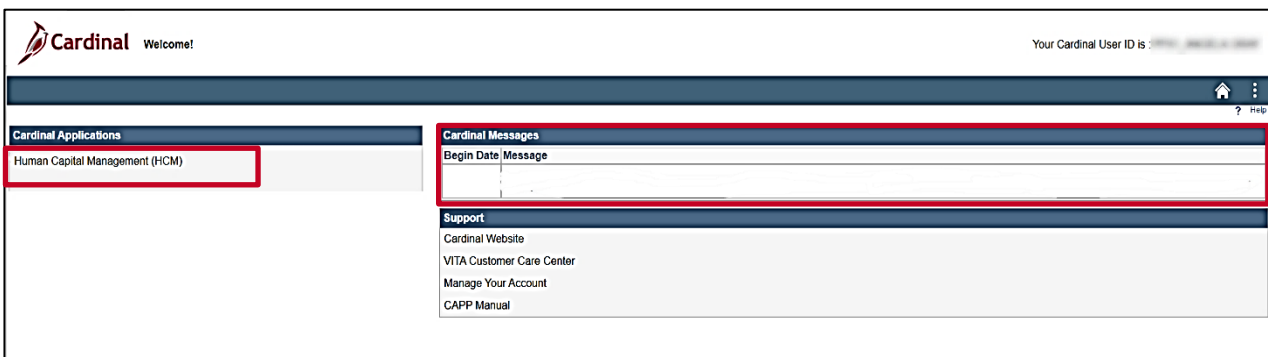 Cardinal Welcome!
Your Cardinal User ID is :
? Help
Cardinal Applications
Human Capital Management (HCM)
Cardinal Messages
Begin Date Message
Support
Cardinal Website
VITA Customer Care Center
Manage Your Account
CAPP Manual